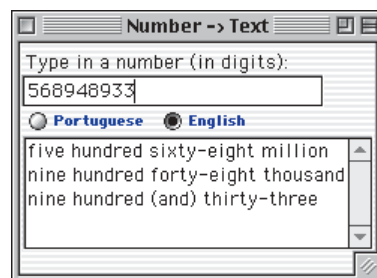 Number -> Text
Type in a number (in digits):
568948933
Portuguese English
five hundred sixty-eight million
nine hundred forty-eight thousand
nine hundred (and) thirty-three